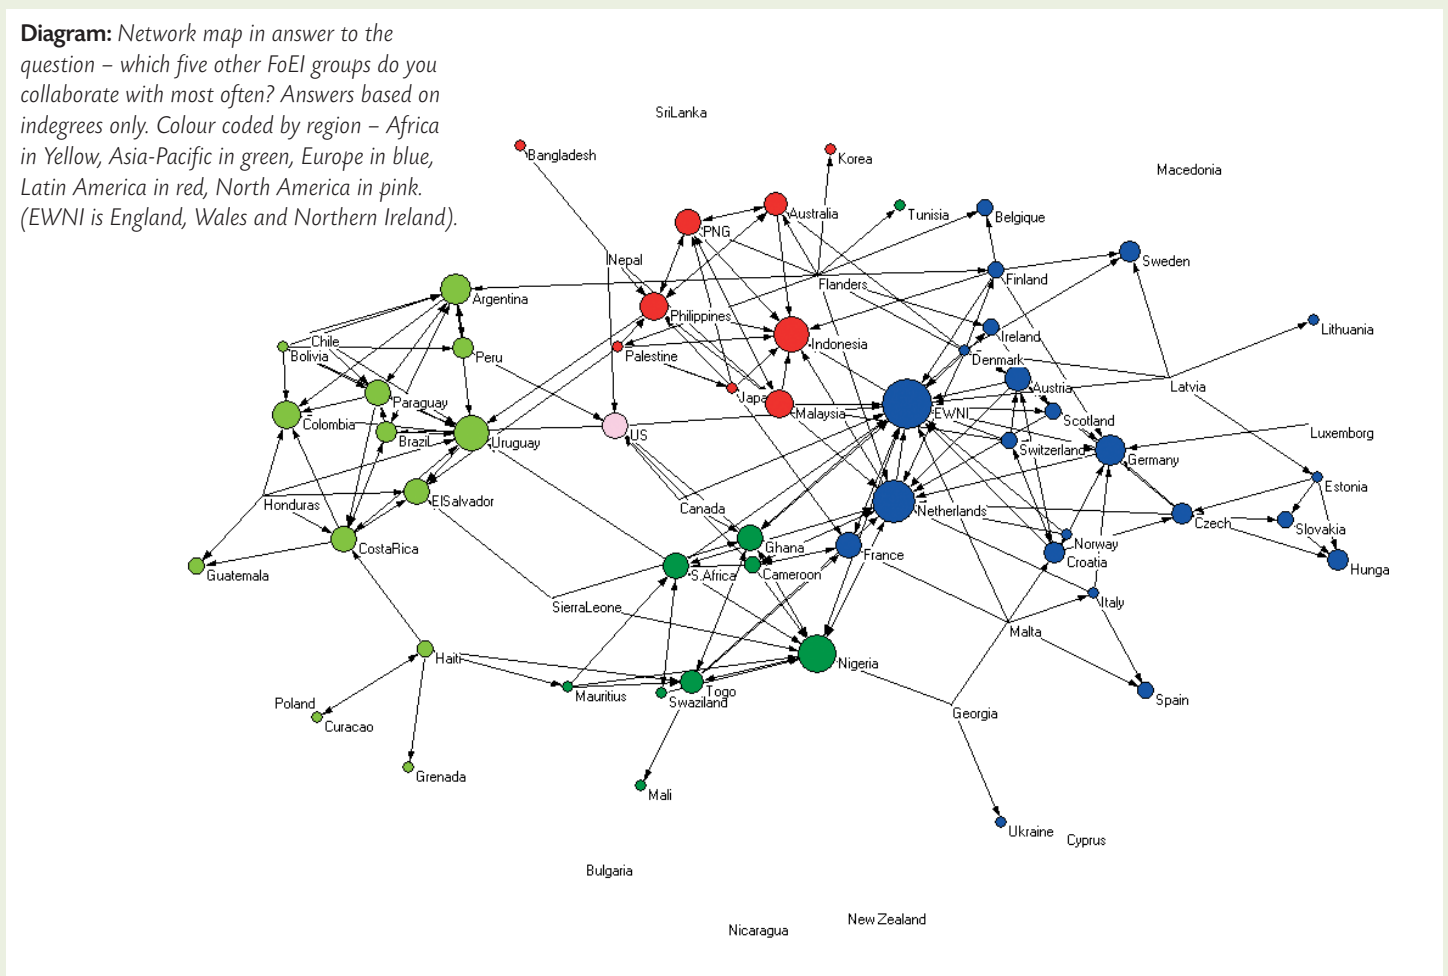 Diagram: Network map in answer to the
question – which five other FoEI groups do you
collaborate with most often? Answers based on
indegrees only. Colour coded by region – Africa
in Yellow, Asia-Pacific in green, Europe in blue,
Latin America in red, North America in pink.
(EWNI is England, Wales and Northern Ireland).
SriLanka
Bangladesh
Korea
Macedonia
Australia
Tunisia
Belgique
PNG
Nepal
Sweden
Finland
Flanders
Argentina
Philippines
Lithuania
Ireland
Chile
Indonesia
Bolivia
Peru
Palestine
Denmark
Latvia
Austria
Japa
Paraguay
Malaysia
EWNI
Scotland
Colombia
Brazil
Uruguay
US
Luxemborg
Switzerland
Germany
Estonia
ElSalvador
Honduras
Canada
Netherlands
Czech
Slovakia
CostaRica
Ghana
Norway
France
Croatia
Hunga
Guatemala
S.Africa
Cameroon
SierraLeone
Italy
Malta
Haiti
Nigeria
Mauritius
Togo
Swaziland
Spain
Poland
Georgia
Curacao
Grenada
Mali
Ukraine
Cyprus
Bulgaria
New Zealand
Nicaragua